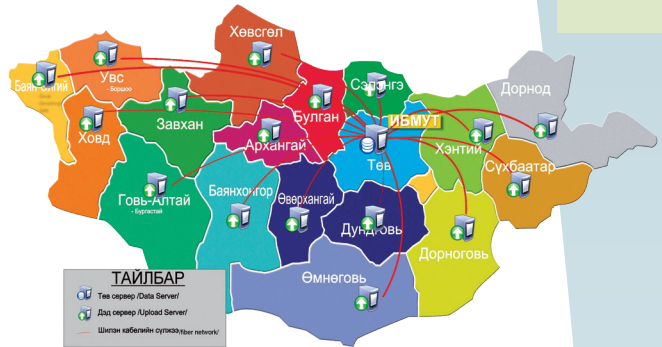 Хөвсгөл
Увс
- Боршоо
Баян-Өлгий
Сэлэнгэ
Дорнод
Завхан
Булган
ИБМУТ
Ховд
Архангай
Хэнтий
Төв
Сүхбаатар
Говь-Алтай
- Бургастай
Баянхонгор
Өвөрхангай
Дундговь
Дорноговь
Өмнөговь
ТАЙЛБАР
Төв сервер /Data Server/
Дэд сервер /Upload Server/
Шилэн кабелийн сүлжээ/fiber network/